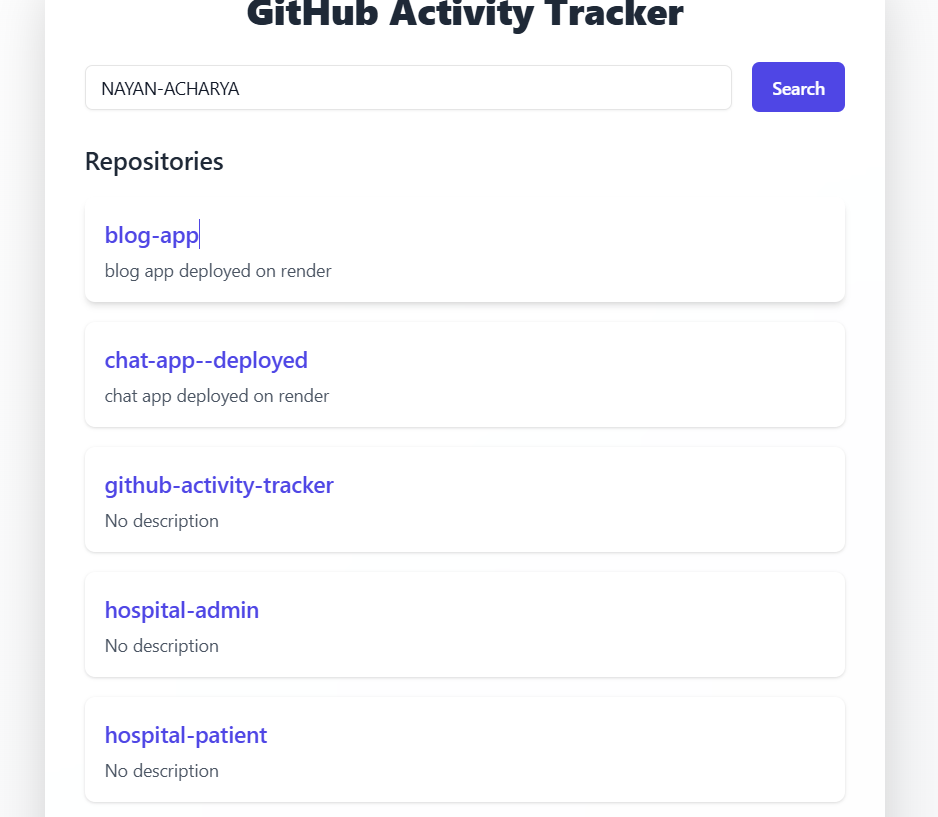 GitHub Activity Tracker
NAYAN-ACHARYA
Search
Repositories
blog-app
blog app deployed on render
chat-app--deployed
chat app deployed on render
github-activity-tracker
No description
hospital-admin
No description
hospital-patient
No description